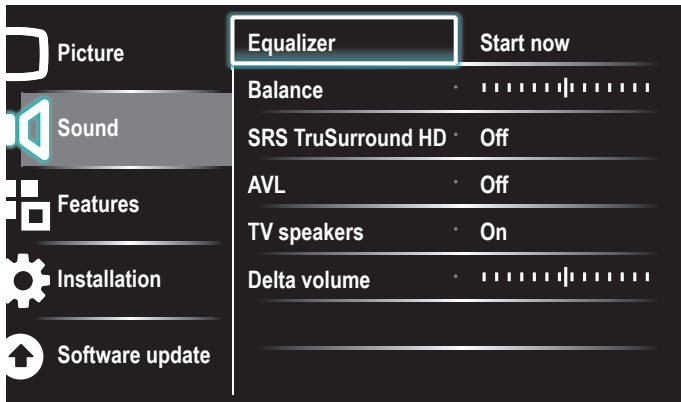 Picture
Sound
Features
Installation
Software update
Equalizer Start now
Balance
SRS TruSurround HD Off
AVL Off
TV speakers On
Delta volume